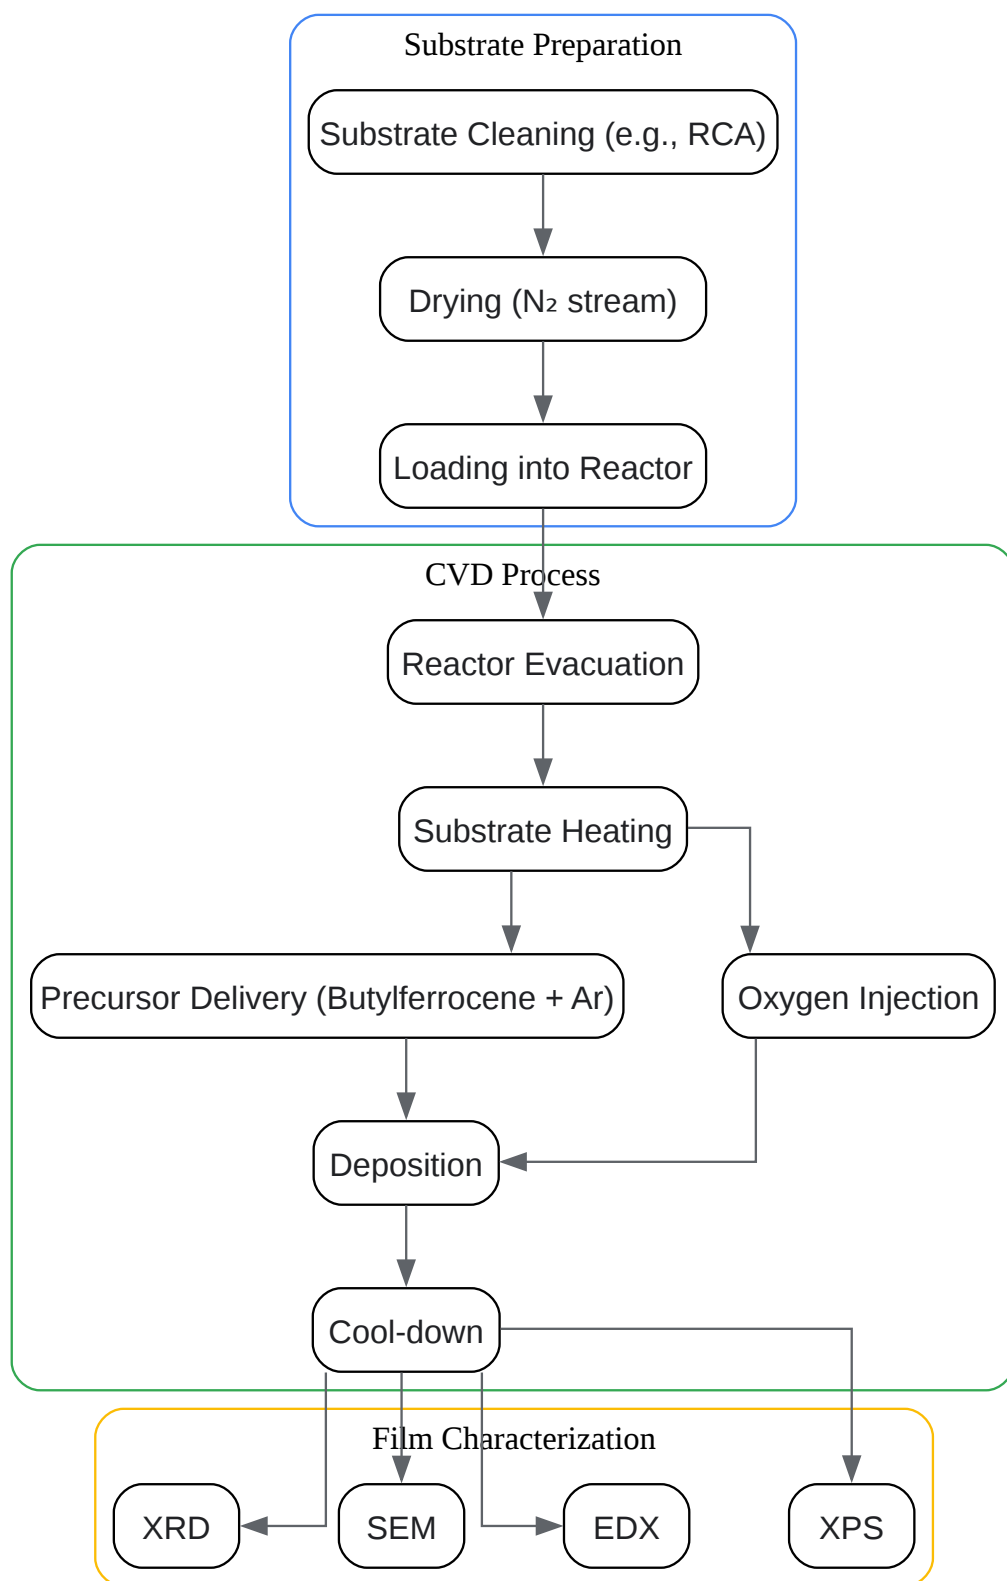 Substrate Preparation
Substrate Cleaning (e.g., RCA)
Drying (N₂ stream)
Loading into Reactor
CVD Process
Reactor Evacuation
Substrate Heating
Precursor Delivery (Butylferrocene + Ar)
Oxygen Injection
Deposition
Cool-down
Film Characterization
XRD
SEM
EDX
XPS